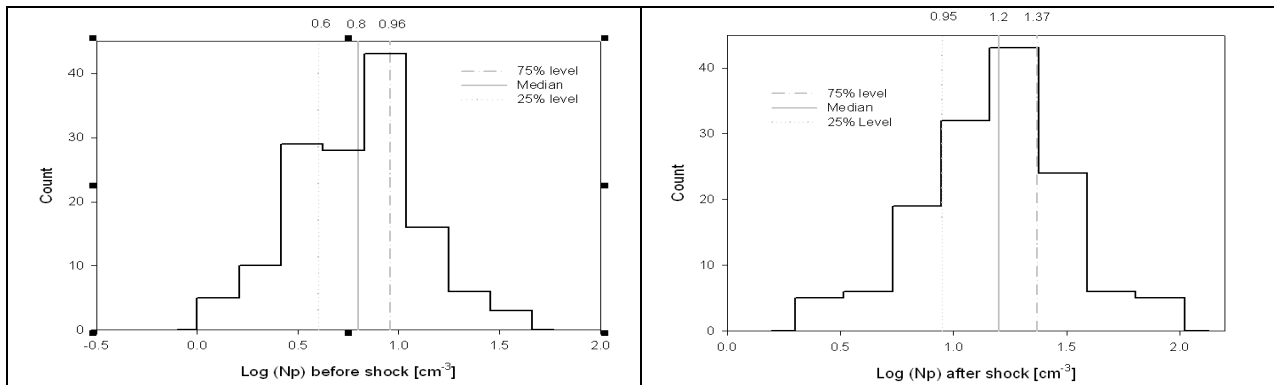 0.6 0.8 0.96
40
30
20
10
0
Count
75% level
Median
25% level
-0.5 0.0 0.5 1.0 1.5 2.0
Log (Np) before shock [cm-3]
0.95 1.2 1.37
40
30
20
10
0
Count
75% level
Median
25% Level
0.0 0.5 1.0 1.5 2.0
Log (Np) after shock [cm-3]